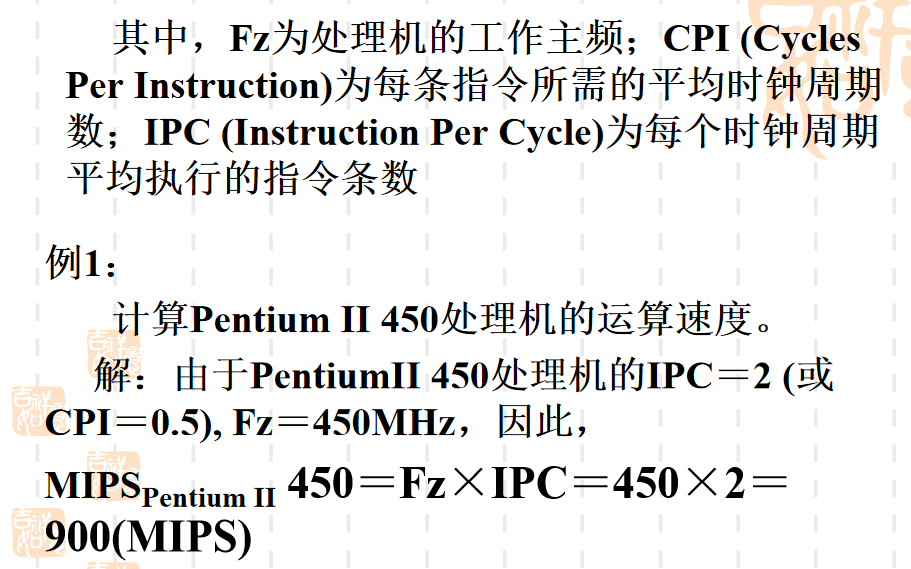 其中，Fz为处理机的工作主频；CPI (Cycles
Per Instruction)为每条指令所需的平均时钟周期
数；IPC (Instruction Per Cycle)为每个时钟周期
平均执行的指令条数
例1：
计算Pentium II 450处理机的运算速度。
解：由于PentiumII 450处理机的IPC＝2 (或
CPI＝0.5), Fz＝450MHz，因此，
MIPSPentium II 450＝Fz×IPC＝450×2＝
900(MIPS)